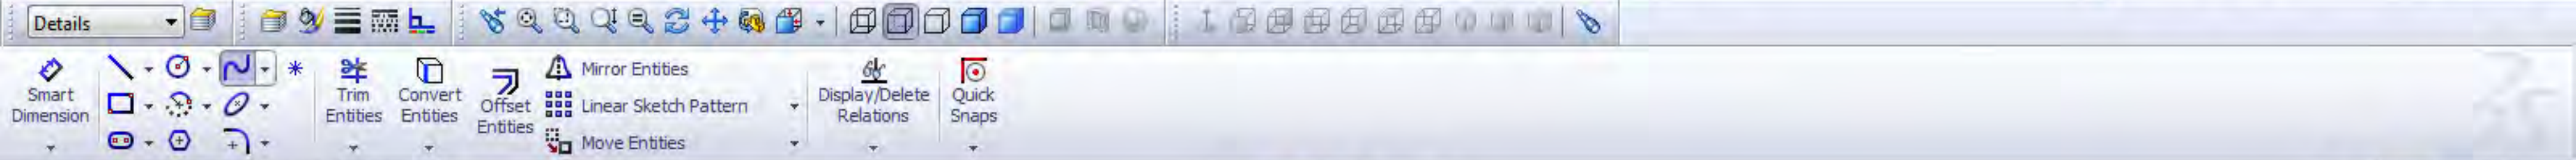 Details
Smart
Dimension
Trim
Entities
Convert
Entities
Offset
Entities
Mirror Entities
Linear Sketch Pattern
Move Entities
Display/Delete
Relations
Quick
Snaps